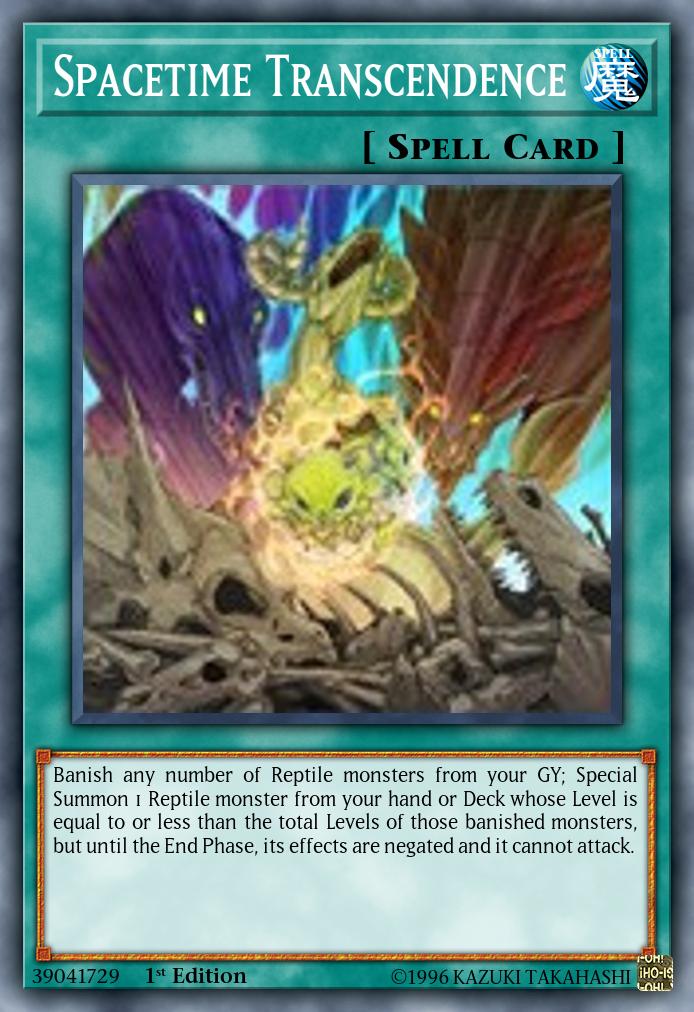 Spacetime Transcendence
SPELL
魔
[ Spell Card ]
Banish any number of Reptile monsters from your GY; Special
Summon 1 Reptile monster from your hand or Deck whose Level is
equal to or less than the total Levels of those banished monsters,
but until the End Phase, its effects are negated and it cannot attack.
39041729 1st Edition ©1996 KAZUKI TAKAHASHI